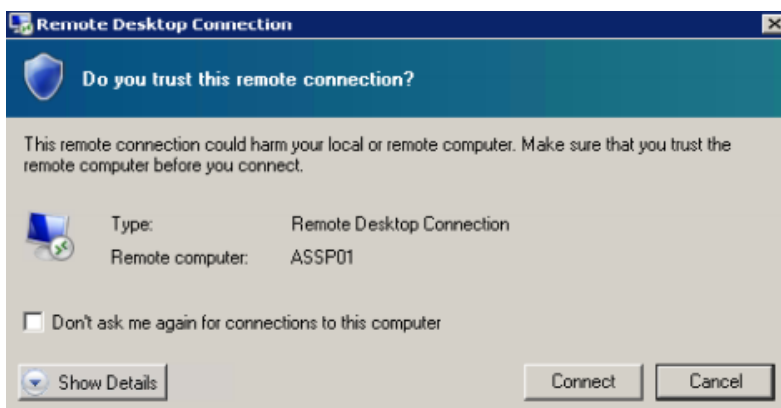 Remote Desktop Connection
Do you trust this remote connection?
This remote connection could harm your local or remote computer. Make sure that you trust the
remote computer before you connect.
Type: Remote Desktop Connection
Remote computer: ASSP01
Don't ask me again for connections to this computer
Show Details Connect Cancel